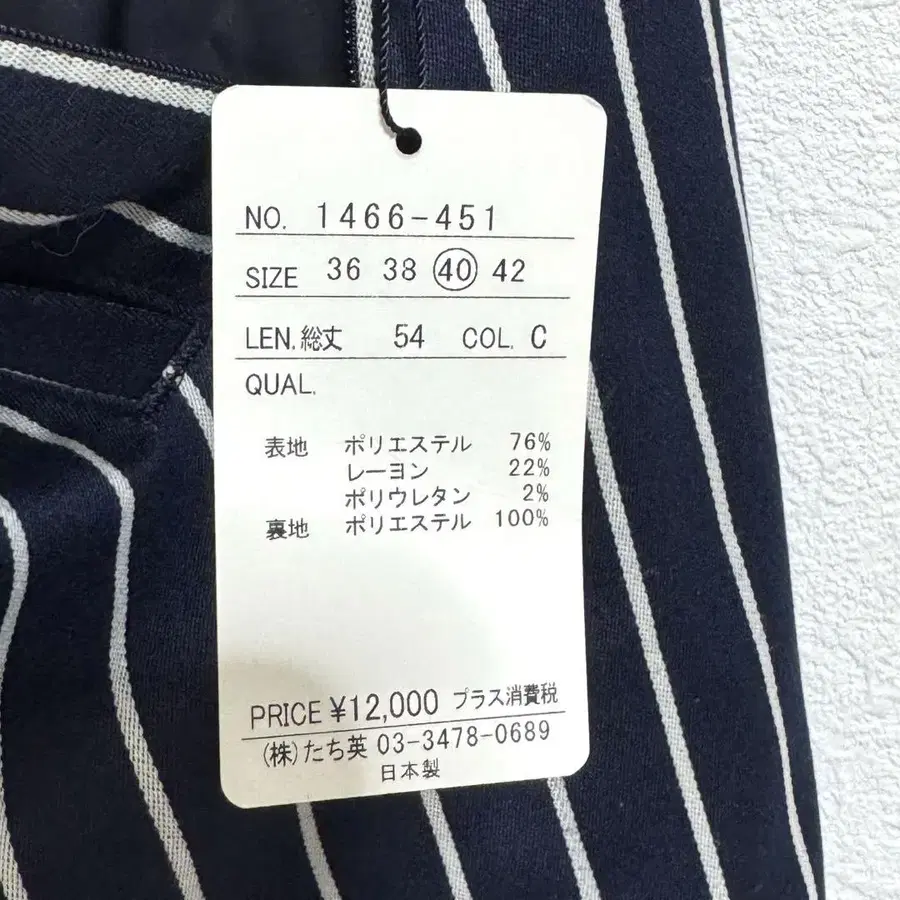 NO. 1466-451
SIZE 36 38 40 42
LEN.総丈 54 COL. C
QUAL.
表地 ポリエステル 76%
レーヨン 22%
ポリウレタン 2%
裏地 ポリエステル 100%
PRICE ¥12,000 プラス消費税
(株)たち英 03-3478-0689
日本製